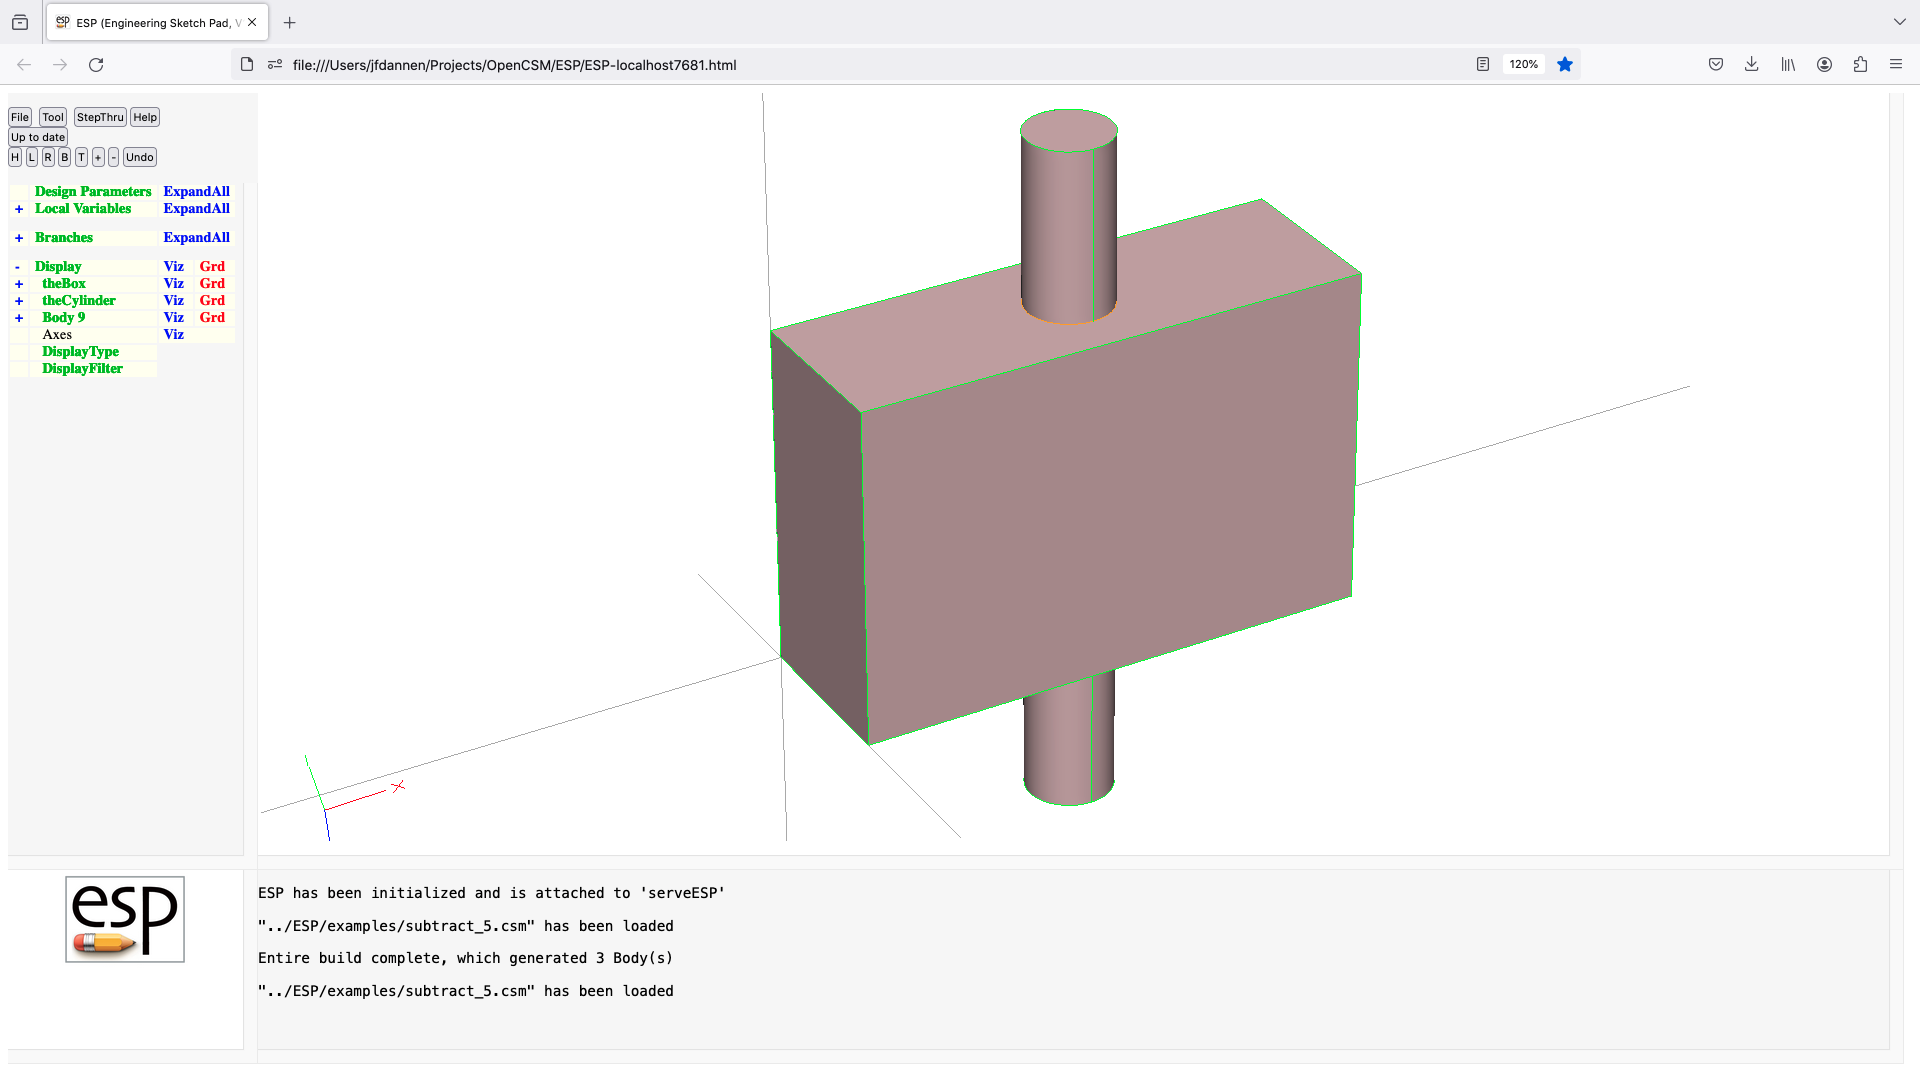 ESP (Engineering Sketch Pad, V
file:///Users/jfdannen/Projects/OpenCSM/ESP/ESP-localhost7681.html
120%
File Tool StepThru Help
Up to date
H L R B T + - Undo
Design Parameters ExpandAll
+ Local Variables ExpandAll
+ Branches ExpandAll
- Display Viz Grd
+ theBox Viz Grd
+ theCylinder Viz Grd
+ Body 9 Viz Grd
Axes Viz
DisplayType
DisplayFilter
X
esp
ESP has been initialized and is attached to 'serveESP'
"../ESP/examples/subtract_5.csm" has been loaded
Entire build complete, which generated 3 Body(s)
"../ESP/examples/subtract_5.csm" has been loaded